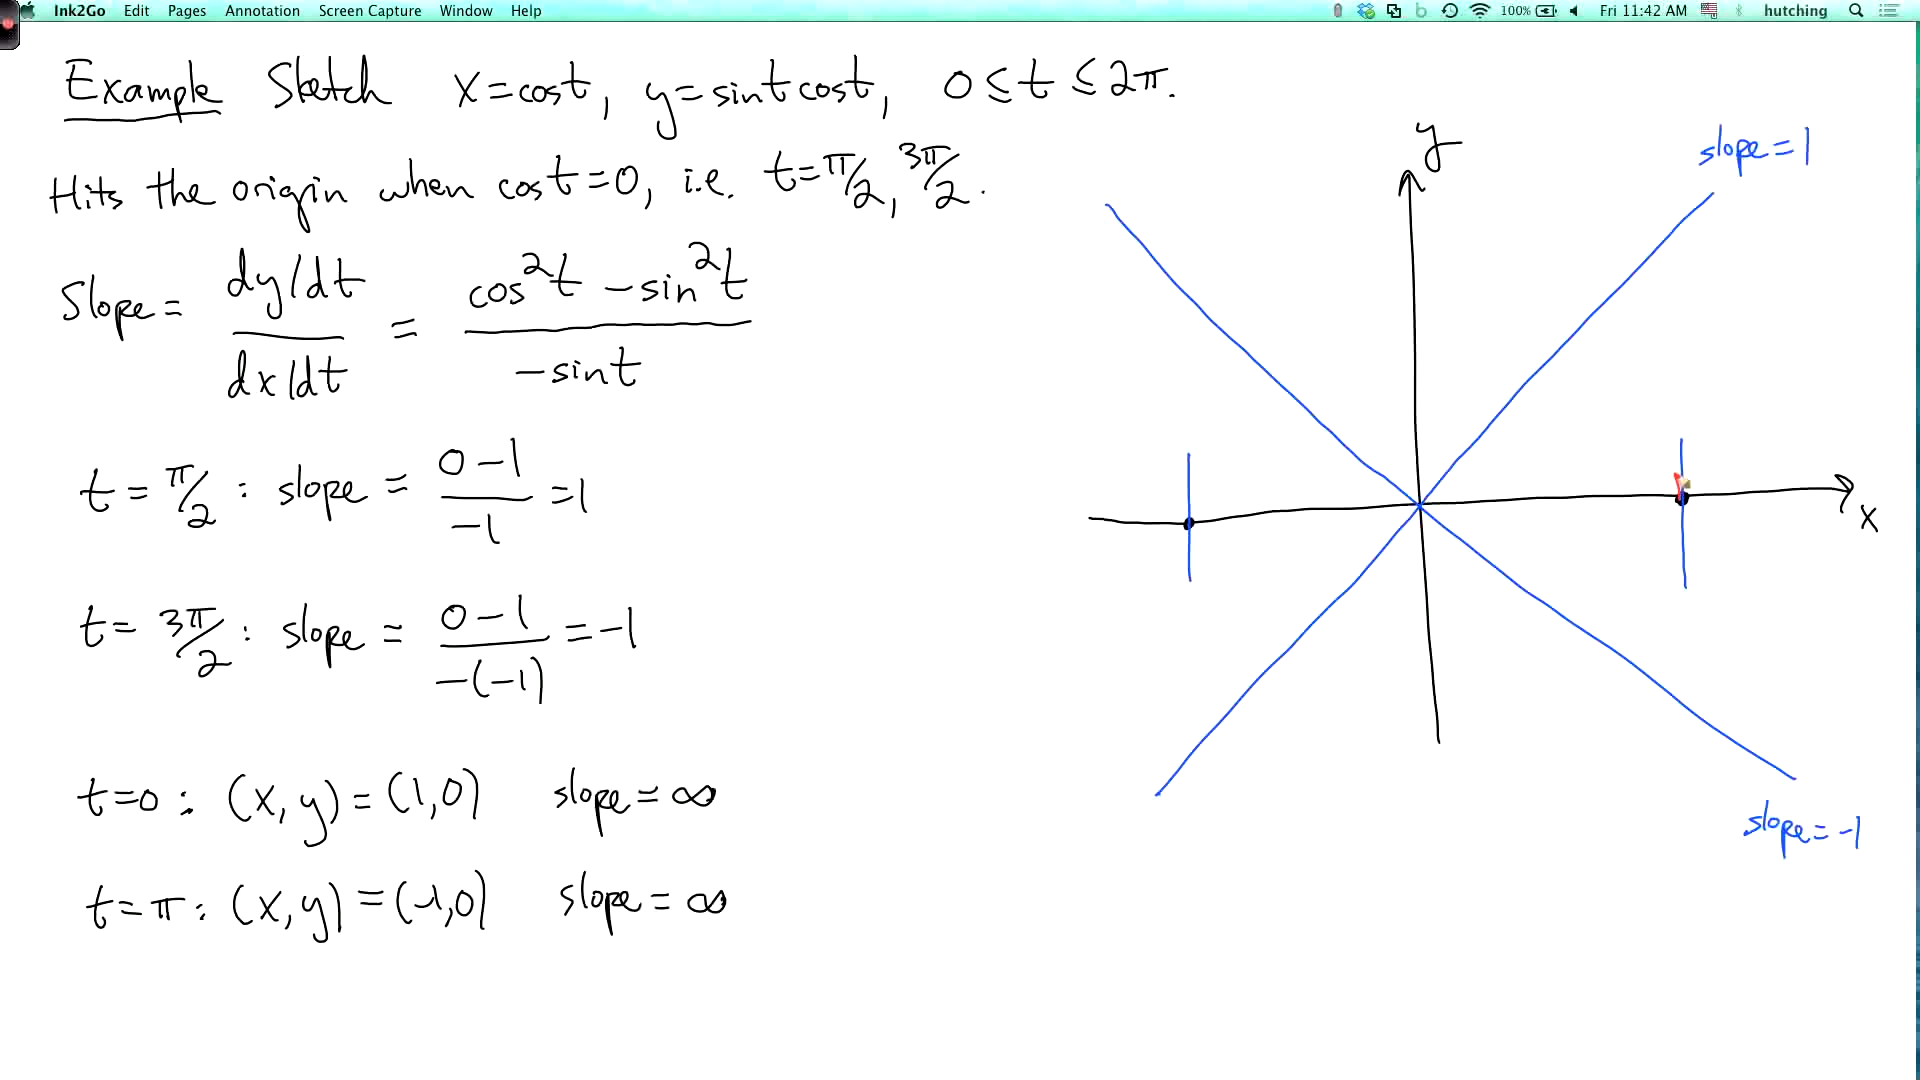 Ink2Go Edit Pages Annotation Screen Capture Window Help 100% Fri 11:42 AM hutching
Example Sketch x=cost, y=sint cost, 0≤t≤2π.
Hits the origin when cost=0, i.e. t=π/2, 3π/2.
Slope = dy/dt / dx/dt = cos²t - sin²t / -sint
t=π/2: slope = 0-1 / -1 = 1
t=3π/2: slope = 0-1 / -(-1) = -1
t=0: (x,y)=(1,0) slope=∞
t=π: (x,y)=(-1,0) slope=∞
y
slope=1
x
slope=-1